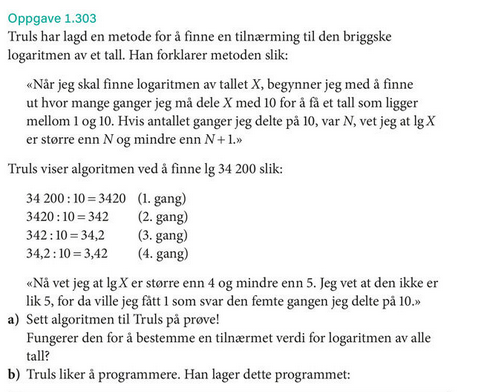 Oppgave 1.303
Truls har lagd en metode for å finne en tilnærming til den briggske
logaritmen av et tall. Han forklarer metoden slik:
«Når jeg skal finne logaritmen av tallet X, begynner jeg med å finne
ut hvor mange ganger jeg må dele X med 10 for å få et tall som ligger
mellom 1 og 10. Hvis antallet ganger jeg delte på 10, var N, vet jeg at lg X
er større enn N og mindre enn N + 1.»
Truls viser algoritmen ved å finne lg 34 200 slik:
34 200 : 10 = 3420 (1. gang)
3420 : 10 = 342 (2. gang)
342 : 10 = 34,2 (3. gang)
34,2 : 10 = 3,42 (4. gang)
«Nå vet jeg at lg X er større enn 4 og mindre enn 5. Jeg vet at den ikke er
lik 5, for da ville jeg fått 1 som svar den femte gangen jeg delte på 10.»
a) Sett algoritmen til Truls på prøve!
Fungerer den for å bestemme en tilnærmet verdi for logaritmen av alle
tall?
b) Truls liker å programmere. Han lager dette programmet: